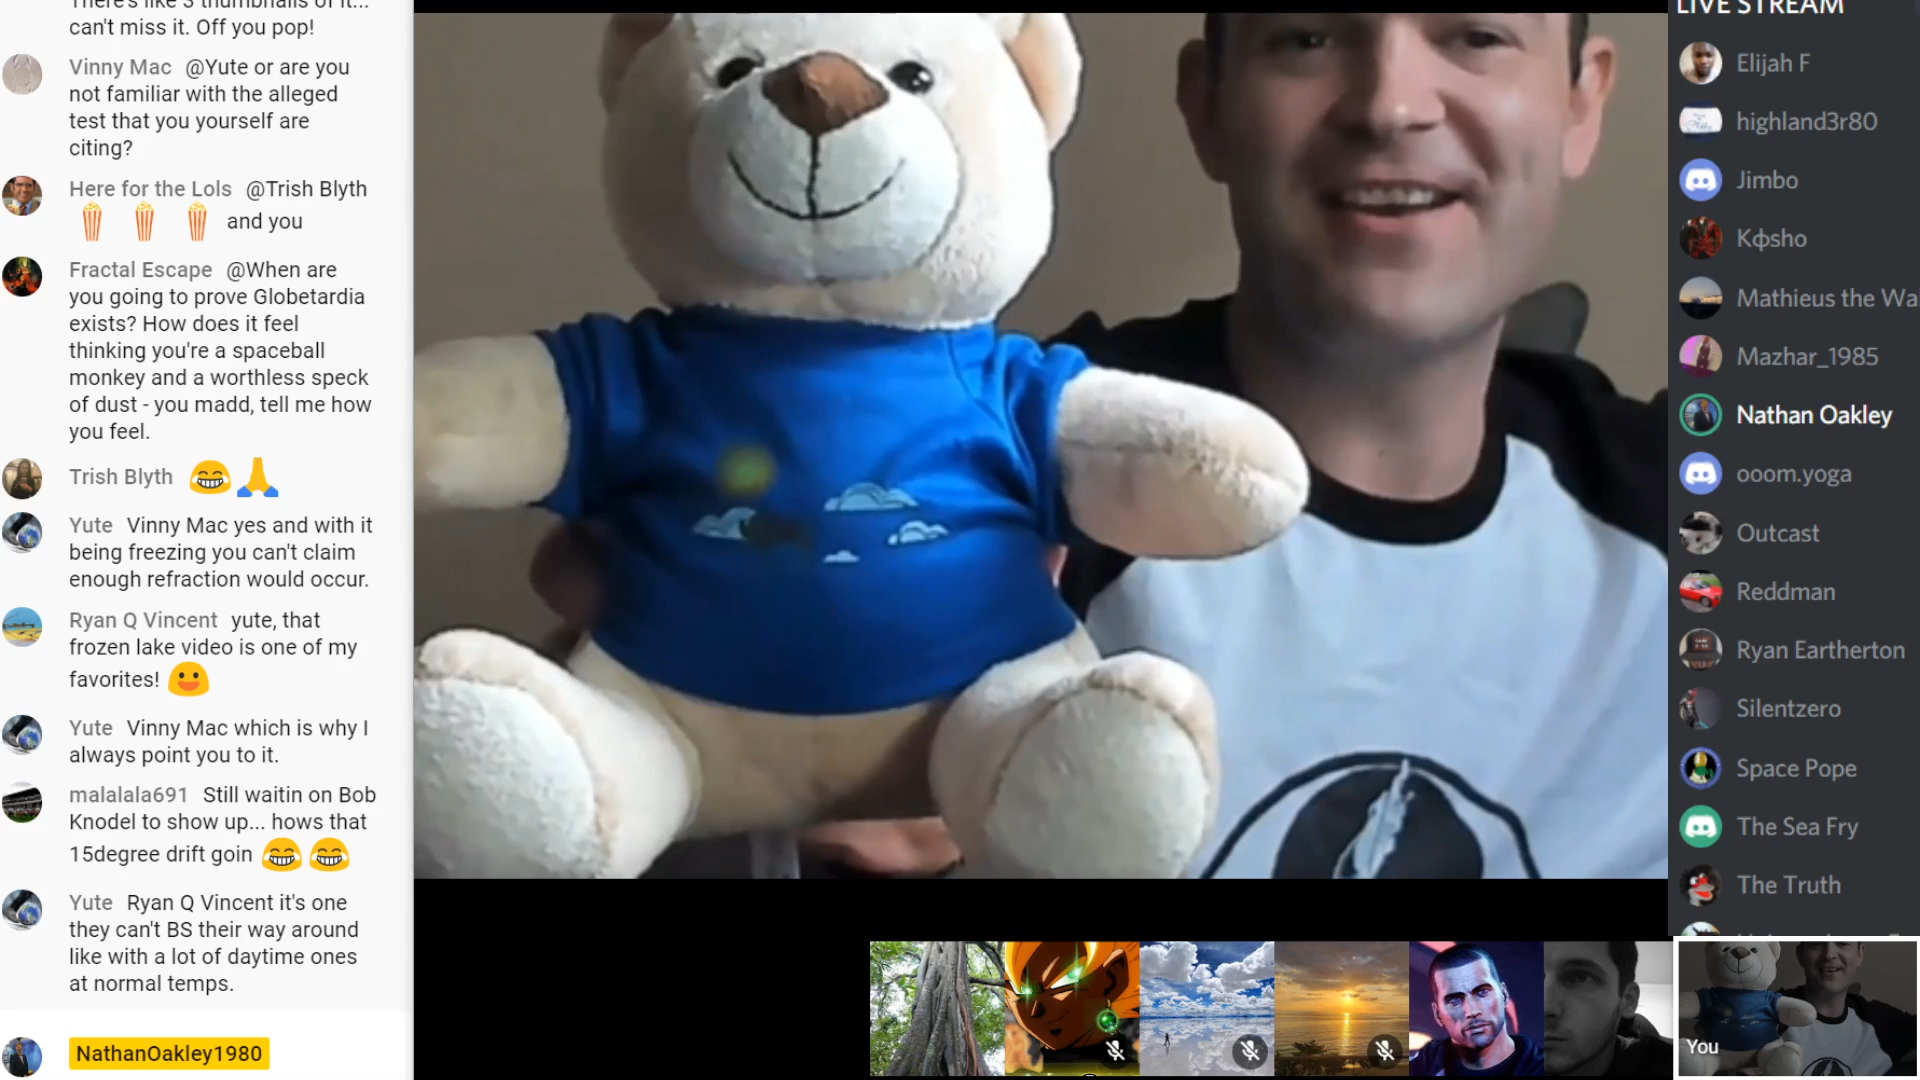 There's like 3 thumbnails of it...
can't miss it. Off you pop!
Vinny Mac @Yute or are you
not familiar with the alleged
test that you yourself are
citing?
Here for the Lols @Trish Blyth
and you
Fractal Escape @When are
you going to prove Globetardia
exists? How does it feel
thinking you're a spaceball
monkey and a worthless speck
of dust - you madd, tell me how
you feel.
Trish Blyth
Yute Vinny Mac yes and with it
being freezing you can't claim
enough refraction would occur.
Ryan Q Vincent yute, that
frozen lake video is one of my
favorites!
Yute Vinny Mac which is why I
always point you to it.
malalala691 Still waitin on Bob
Knodel to show up... hows that
15degree drift goin
Yute Ryan Q Vincent it's one
they can't BS their way around
like with a lot of daytime ones
at normal temps.
NathanOakley1980
LIVE STREAM
Elijah F
highland3r80
Jimbo
Kфsho
Mathieus the Wa
Mazhar_1985
Nathan Oakley
ooom.yoga
Outcast
Reddman
Ryan Eartherton
Silentzero
Space Pope
The Sea Fry
The Truth
You